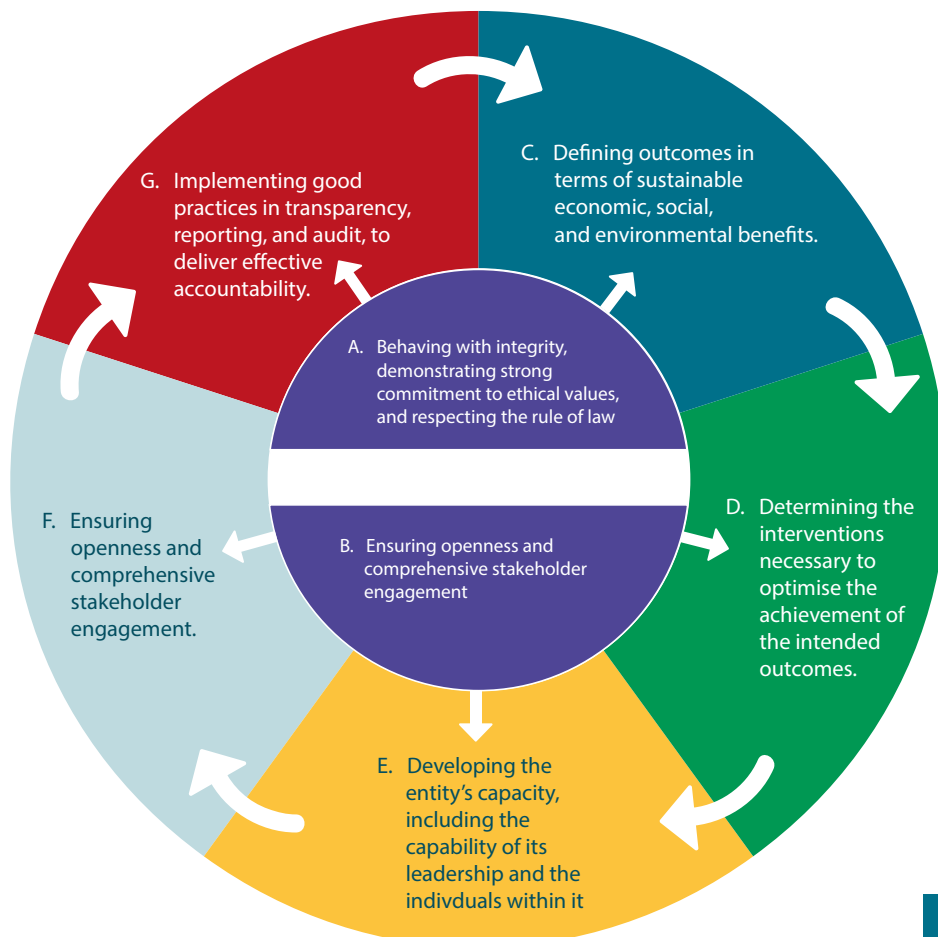 G. Implementing good
practices in transparency,
reporting, and audit, to
deliver effective
accountability.
C. Defining outcomes in
terms of sustainable
economic, social,
and environmental benefits.
A. Behaving with integrity,
demonstrating strong
commitment to ethical values,
and respecting the rule of law
B. Ensuring openness and
comprehensive stakeholder
engagement
D. Determining the
interventions
necessary to
optimise the
achievement of
the intended
outcomes.
F. Ensuring
openness and
comprehensive
stakeholder
engagement.
E. Developing the
entity’s capacity,
including the
capability of its
leadership and the
indivduals within it